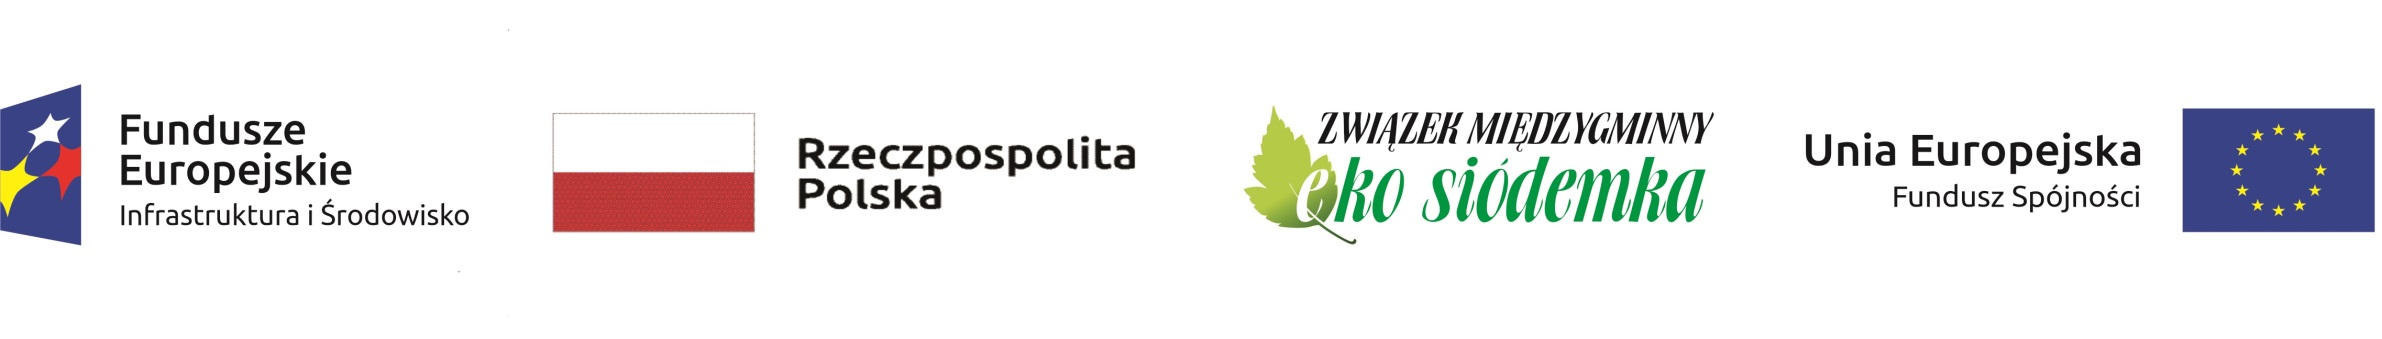 Fundusze
Europejskie
Infrastruktura i Środowisko
Rzeczpospolita
Polska
ZWIĄZEK MIĘDZYGMINNY
eko siódemka
Unia Europejska
Fundusz Spójności